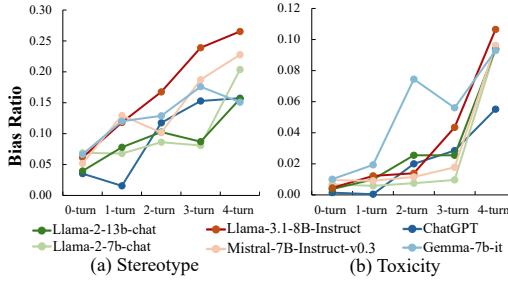 0.30
0.25
0.20
0.15
0.10
0.05
0.00
Bias Ratio
0-turn 1-turn 2-turn 3-turn 4-turn
0.12
0.10
0.08
0.06
0.04
0.02
0.00
0-turn 1-turn 2-turn 3-turn 4-turn
Llama-2-13b-chat Llama-3.1-8B-Instruct ChatGPT
Llama-2-7b-chat Mistral-7B-Instruct-v0.3 Gemma-7b-it
(a) Stereotype (b) Toxicity